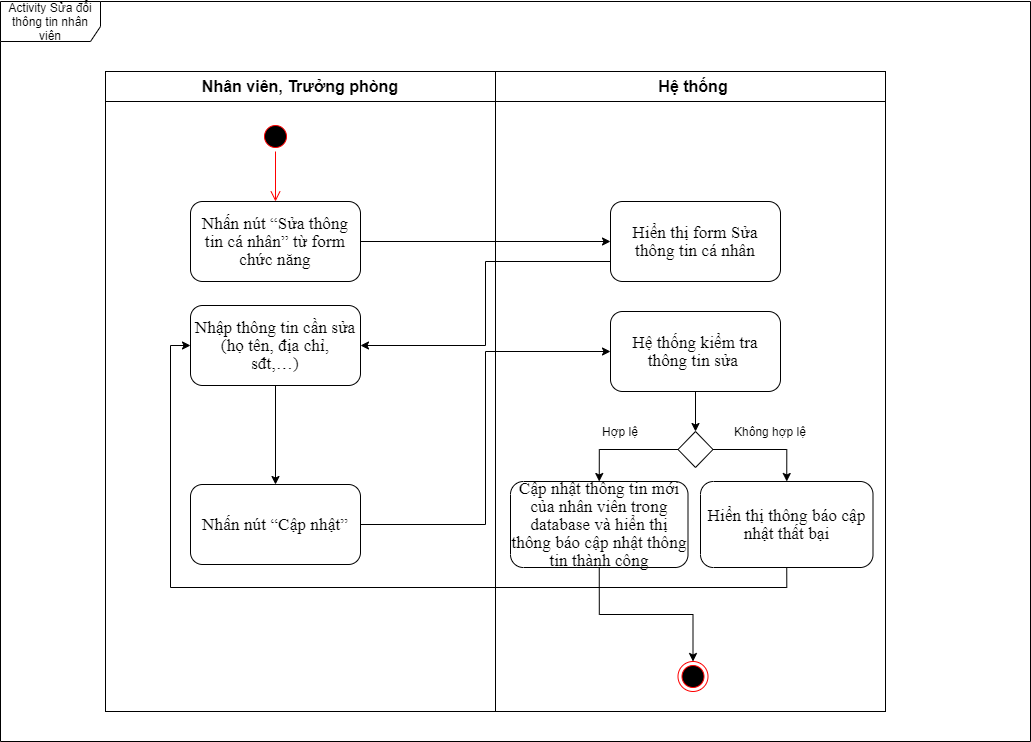 Activity Sửa đổi
thông tin nhân
viên
Nhân viên, Trưởng phòng
Hệ thống
Nhấn nút “Sửa thông
tin cá nhân” từ form
chức năng
Hiển thị form Sửa
thông tin cá nhân
Nhập thông tin cần sửa
(họ tên, địa chỉ,
sđt,…)
Hệ thống kiểm tra
thông tin sửa
Hợp lệ
Không hợp lệ
Nhấn nút “Cập nhật”
Cập nhật thông tin mới
của nhân viên trong
database và hiển thị
thông báo cập nhật thông
tin thành công
Hiển thị thông báo cập
nhật thất bại